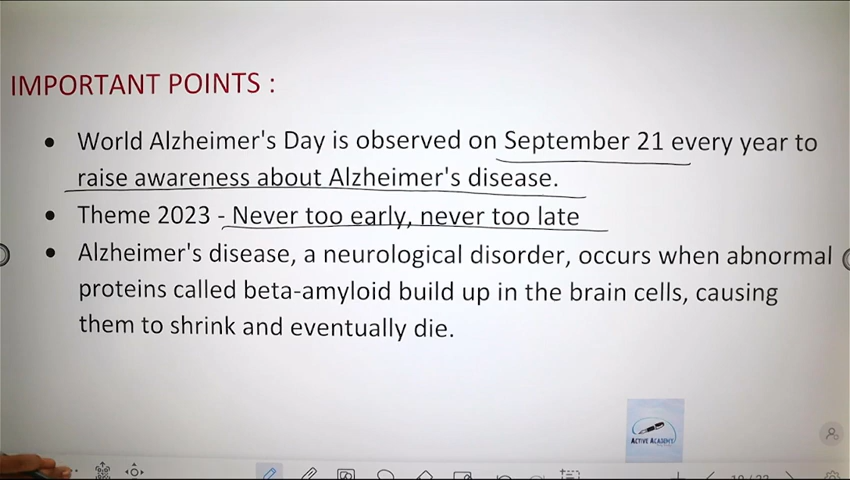 IMPORTANT POINTS :
• World Alzheimer's Day is observed on September 21 every year to
raise awareness about Alzheimer's disease.
• Theme 2023 - Never too early, never too late
• Alzheimer's disease, a neurological disorder, occurs when abnormal
proteins called beta-amyloid build up in the brain cells, causing
them to shrink and eventually die.
ACTIVE ACADEMY